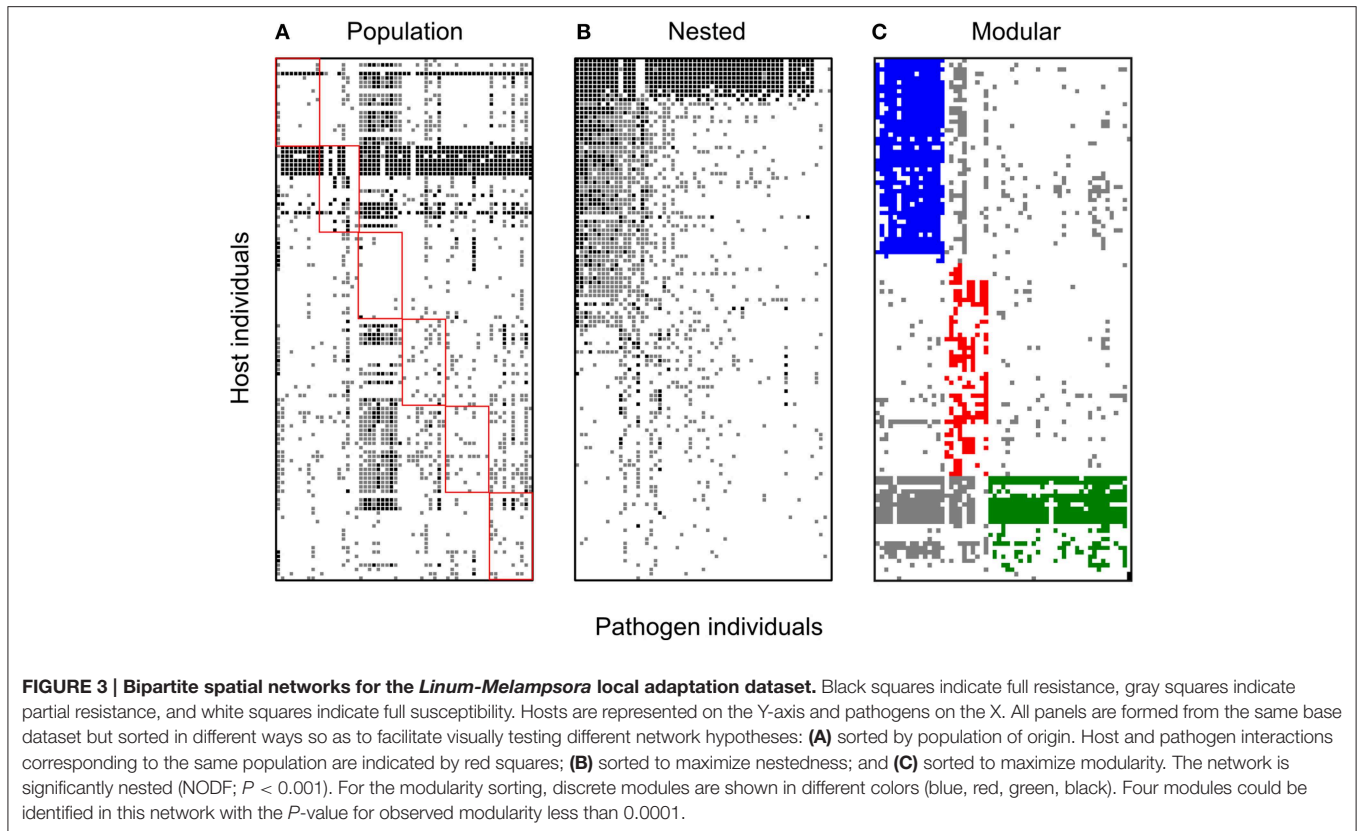 A Population
B Nested
C Modular
Host individuals
Pathogen individuals
FIGURE 3 | Bipartite spatial networks for the Linum-Melampsora local adaptation dataset. Black squares indicate full resistance, gray squares indicate
partial resistance, and white squares indicate full susceptibility. Hosts are represented on the Y-axis and pathogens on the X. All panels are formed from the same
base dataset but sorted in different ways so as to facilitate visually testing different network hypotheses: (A) sorted by population of origin. Host and pathogen interactions
corresponding to the same population are indicated by red squares; (B) sorted to maximize nestedness; and (C) sorted to maximize modularity. The network is
significantly nested (NODF; P < 0.001). For the modularity sorting, discrete modules are shown in different colors (blue, red, green, black). Four modules could be
identified in this network with the P-value for observed modularity less than 0.0001.